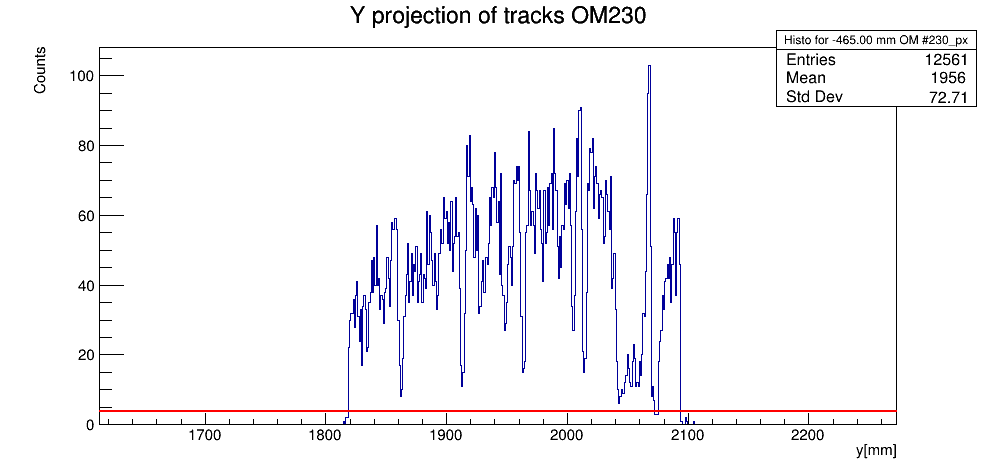 Y projection of tracks OM230
Histo for -465.00 mm OM #230_px
Entries 12561
Mean 1956
Std Dev 72.71
Counts
100
80
60
40
20
0
1700 1800 1900 2000 2100 2200
y[mm]